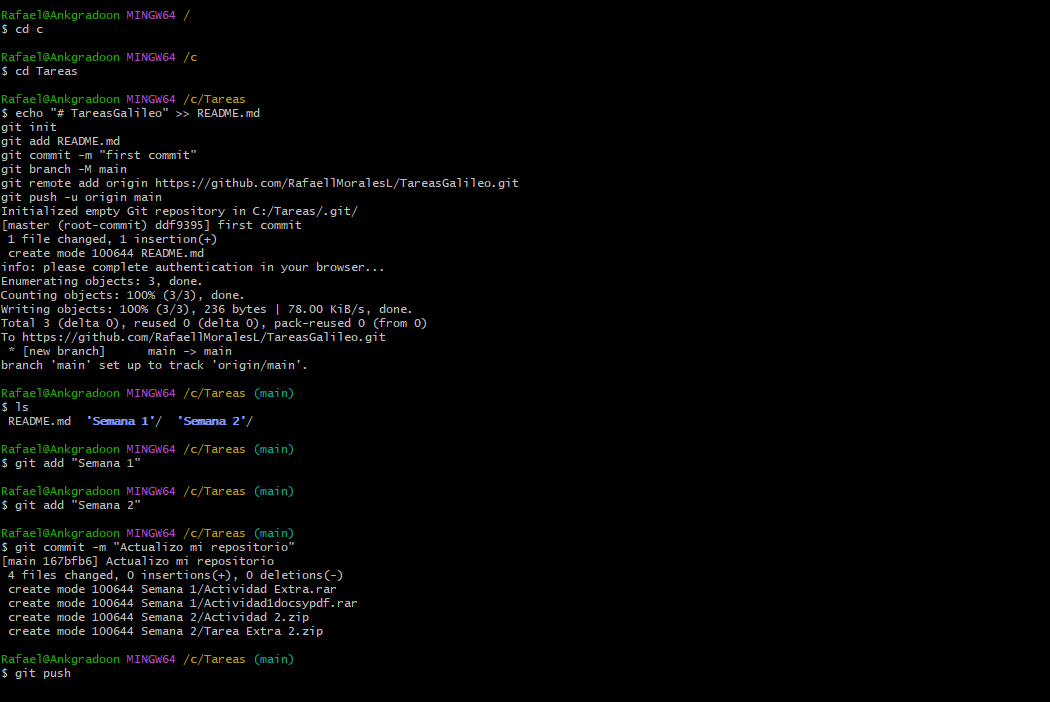 Rafael@Ankgradoon MINGW64 /
$ cd c
Rafael@Ankgradoon MINGW64 /c
$ cd Tareas
Rafael@Ankgradoon MINGW64 /c/Tareas
$ echo "# TareasGalileo" >> README.md
git init
git add README.md
git commit -m "first commit"
git branch -M main
git remote add origin https://github.com/RafaellMoralesL/TareasGalileo.git
git push -u origin main
Initialized empty Git repository in C:/Tareas/.git/
[master (root-commit) ddf9395] first commit
 1 file changed, 1 insertion(+)
 create mode 100644 README.md
info: please complete authentication in your browser...
Enumerating objects: 3, done.
Counting objects: 100% (3/3), done.
Writing objects: 100% (3/3), 236 bytes | 78.00 KiB/s, done.
Total 3 (delta 0), reused 0 (delta 0), pack-reused 0 (from 0)
To https://github.com/RafaellMoralesL/TareasGalileo.git
 * [new branch]      main -> main
branch 'main' set up to track 'origin/main'.
Rafael@Ankgradoon MINGW64 /c/Tareas (main)
$ ls
 README.md  'Semana 1'/  'Semana 2'/
Rafael@Ankgradoon MINGW64 /c/Tareas (main)
$ git add "Semana 1"
Rafael@Ankgradoon MINGW64 /c/Tareas (main)
$ git add "Semana 2"
Rafael@Ankgradoon MINGW64 /c/Tareas (main)
$ git commit -m "Actualizo mi repositorio"
[main 167bfb6] Actualizo mi repositorio
 4 files changed, 0 insertions(+), 0 deletions(-)
 create mode 100644 Semana 1/Actividad Extra.rar
 create mode 100644 Semana 1/Actividad1docsypdf.rar
 create mode 100644 Semana 2/Actividad 2.zip
 create mode 100644 Semana 2/Tarea Extra 2.zip
Rafael@Ankgradoon MINGW64 /c/Tareas (main)
$ git push